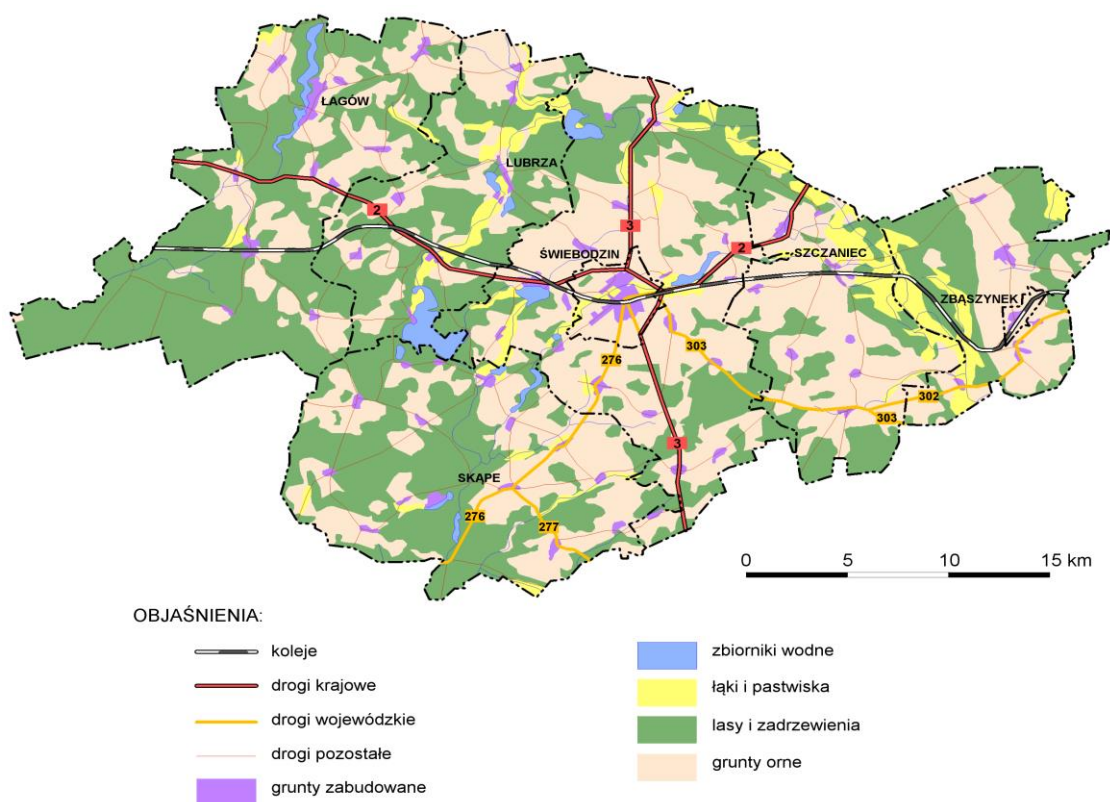 ŁAGÓW
LUBRZA
2
3
ŚWIEBODZIN
2
SZCZANIEC
ZBASZYNEK
276
303
302
303
3
SKĄPE
276
277
0 5 10 15 km
OBJAŚNIENIA:
koleje
drogi krajowe
drogi wojewódzkie
drogi pozostałe
grunty zabudowane
zbiorniki wodne
łąki i pastwiska
lasy i zadrzewienia
grunty orne